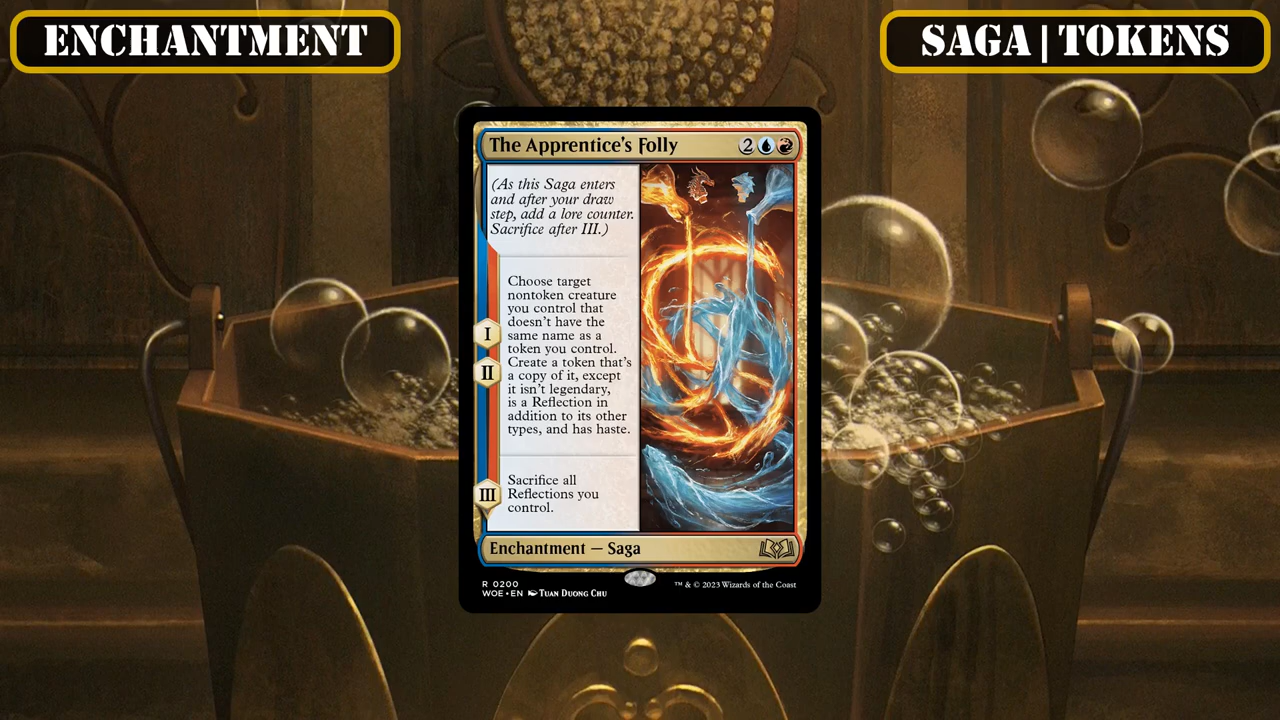 ENCHANTMENT
SAGA | TOKENS
The Apprentice's Folly
2
(As this Saga enters
and after your draw
step, add a lore counter.
Sacrifice after III.)
I
II
Choose target
nontoken creature
you control that
doesn't have the
same name as a
token you control.
Create a token that's
a copy of it, except
it isn't legendary,
is a Reflection in
addition to its other
types, and has haste.
III
Sacrifice all
Reflections you
control.
Enchantment — Saga
R 0200
WOE • EN Tuan Duong Chu
™ & © 2023 Wizards of the Coast